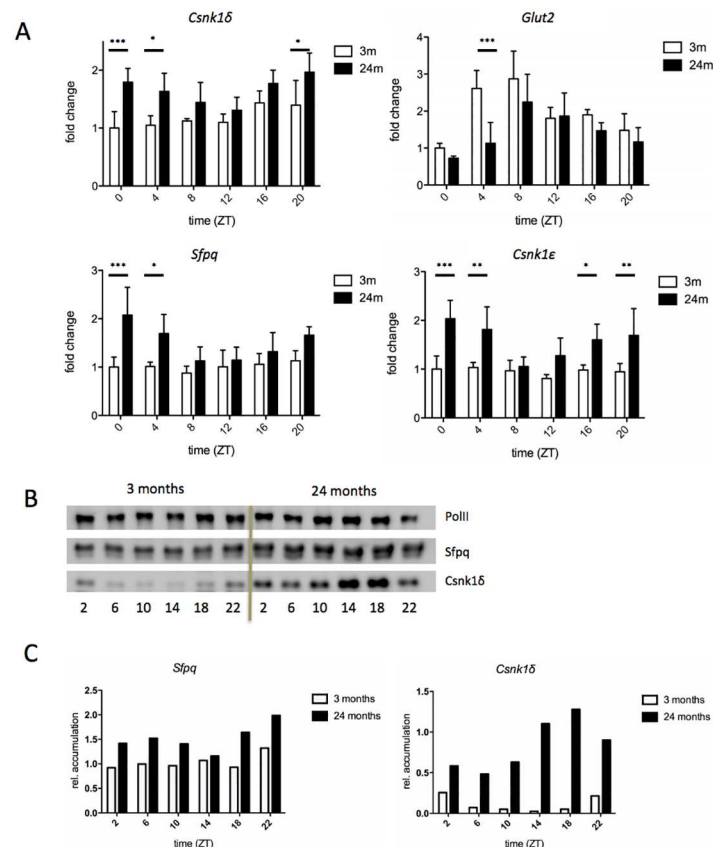 A
Csnk1δ
*** * *
fold change
2
1
0
0 4 8 12 16 20
time (ZT)
3m
24m
Glut2
***
fold change
4
3
2
1
0
0 4 8 12 16 20
time (ZT)
3m
24m
Sfpq
*** *
fold change
3
2
1
0
0 4 8 12 16 20
time (ZT)
3m
24m
Csnk1ε
*** ** * **
fold change
3
2
1
0
0 4 8 12 16 20
time (ZT)
3m
24m
B
3 months 24 months
PolII
Sfpq
Csnk1δ
2 6 10 14 18 22 2 6 10 14 18 22
C
Sfpq
rel. accumulation
2.5
2.0
1.5
1.0
0.5
0.0
2 6 10 14 18 22
3 months
24 months
Csnk1δ
rel. accumulation
1.5
1.0
0.5
0.0
2 6 10 14 18 22
3 months
24 months